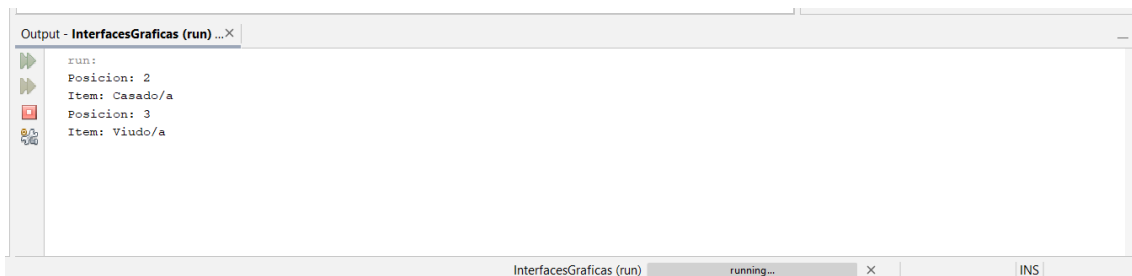 Output - InterfacesGraficas (run) ...×
run:
Posicion: 2
Item: Casado/a
Posicion: 3
Item: Viudo/a
InterfacesGraficas (run) running... × INS